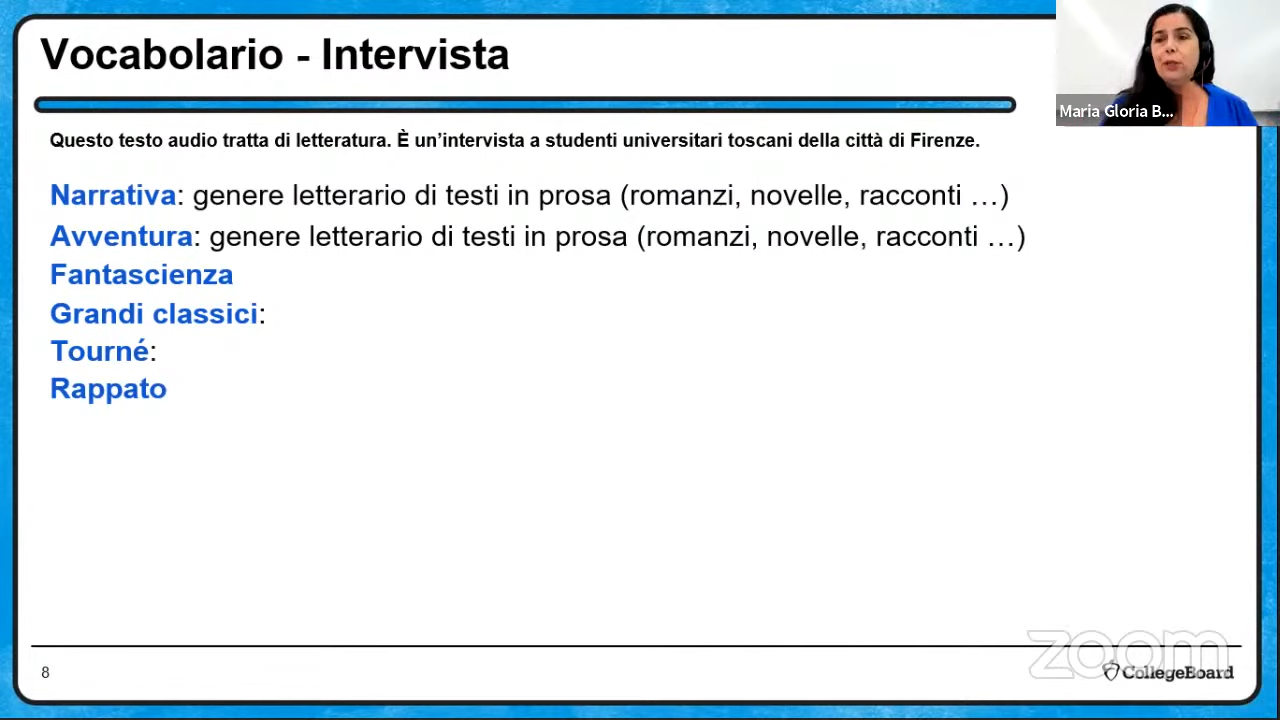 Vocabolario - Intervista
Maria Gloria B...
Questo testo audio tratta di letteratura. È un’intervista a studenti universitari toscani della città di Firenze.
Narrativa: genere letterario di testi in prosa (romanzi, novelle, racconti …)
Avventura: genere letterario di testi in prosa (romanzi, novelle, racconti …)
Fantascienza
Grandi classici:
Tourné:
Rappato
zoom
8
CollegeBoard